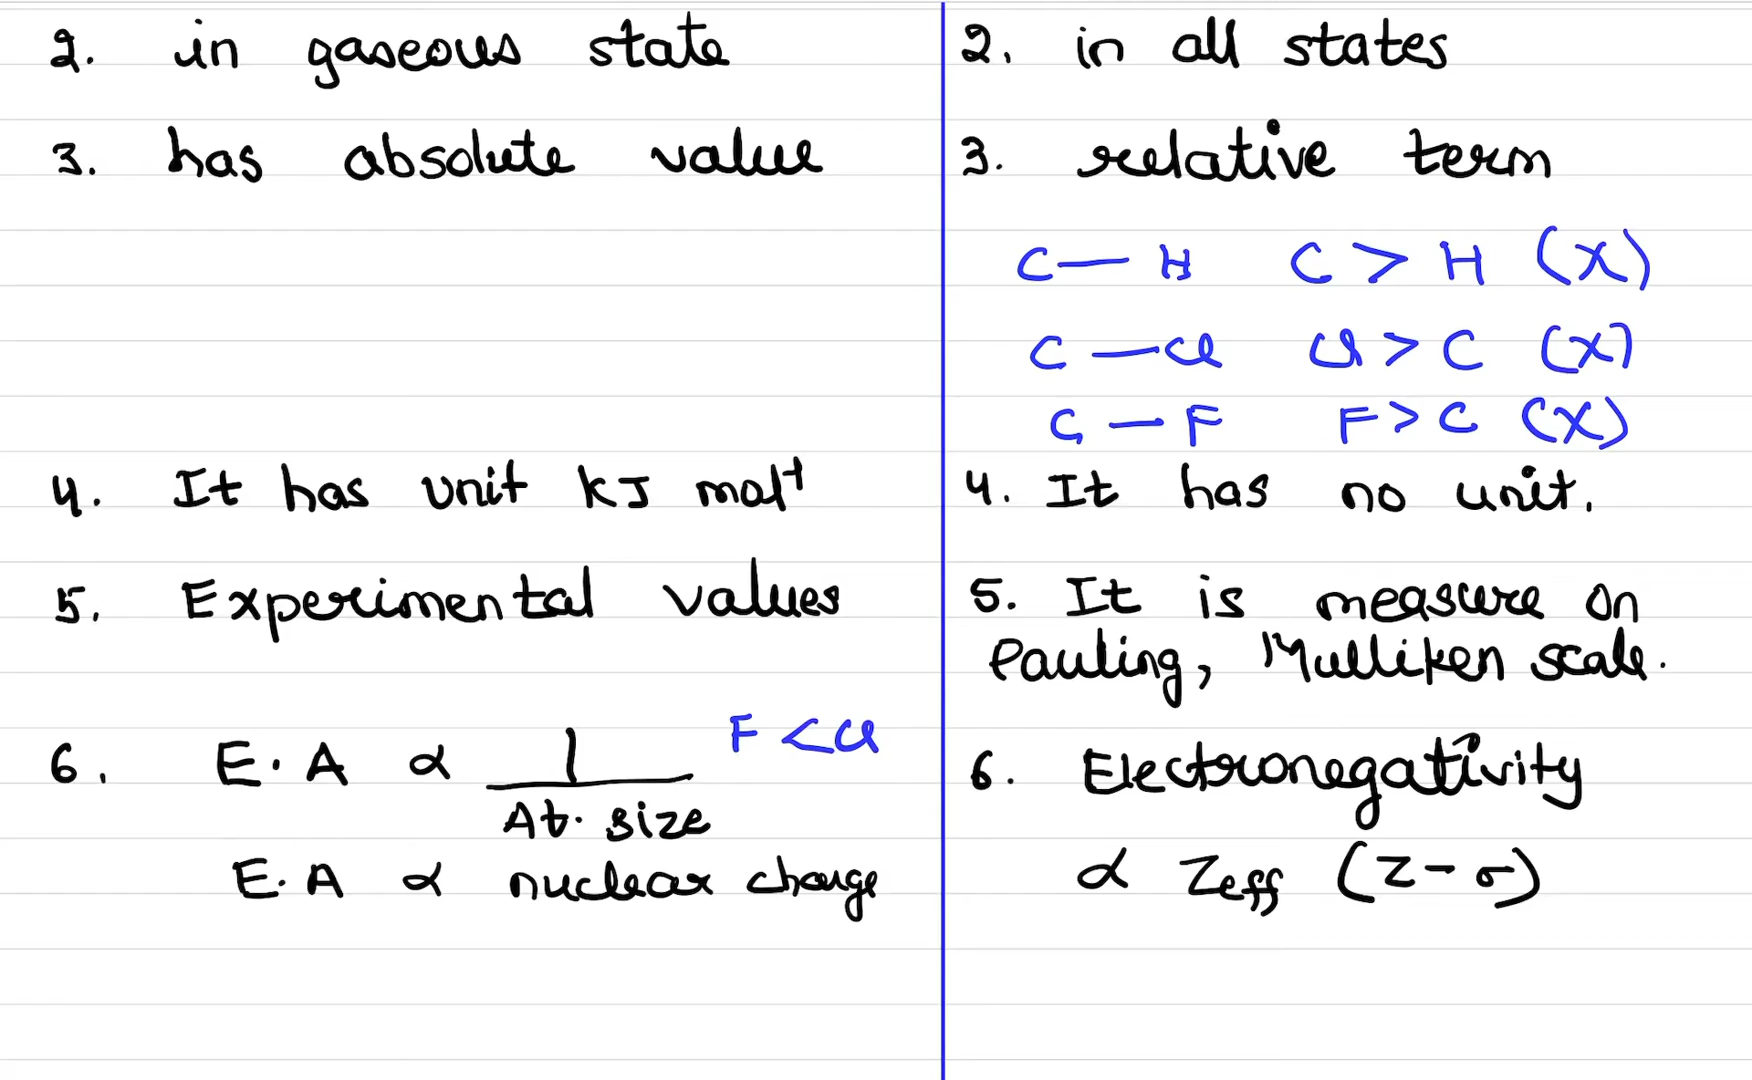 2. in gaseous state
3. has absolute value
4. It has unit kJ mol⁻¹
5. Experimental values
6. E.A ∝ 1 / At. size F < Cl
E.A ∝ nuclear charge
2. in all states
3. relative term
C — H C > H (X)
C — Cl Cl > C (X)
C — F F > C (X)
4. It has no unit.
5. It is measure on
Pauling, Mulliken scale.
6. Electronegativity
∝ Zeff (Z - σ)